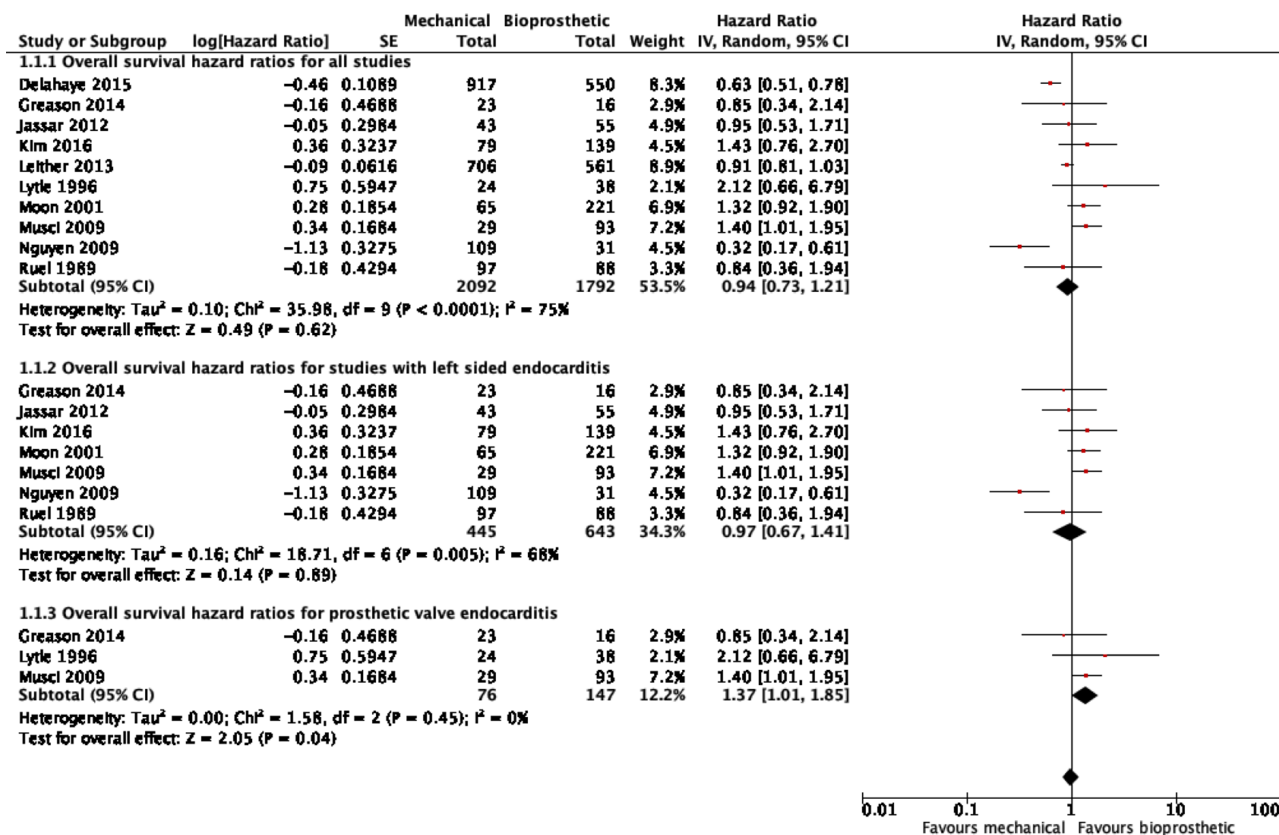 Mechanical Bioprosthetic Hazard Ratio Hazard Ratio
Study or Subgroup log[Hazard Ratio] SE Total Total Weight IV, Random, 95% CI IV, Random, 95% CI
1.1.1 Overall survival hazard ratios for all studies
Delahaye 2015 −0.46 0.1089 917 550 8.3% 0.63 [0.51, 0.78]
Greason 2014 −0.16 0.4688 23 16 2.9% 0.85 [0.34, 2.14]
Jassar 2012 −0.05 0.2984 43 55 4.9% 0.95 [0.53, 1.71]
Kim 2016 0.36 0.3237 79 139 4.5% 1.43 [0.76, 2.70]
Leither 2013 −0.09 0.0616 706 561 8.9% 0.91 [0.81, 1.03]
Lytle 1996 0.75 0.5947 24 38 2.1% 2.12 [0.66, 6.79]
Moon 2001 0.28 0.1854 65 221 6.9% 1.32 [0.92, 1.90]
Musci 2009 0.34 0.1684 29 93 7.2% 1.40 [1.01, 1.95]
Nguyen 2009 −1.13 0.3275 109 31 4.5% 0.32 [0.17, 0.61]
Ruel 1989 −0.18 0.4294 97 88 3.3% 0.84 [0.36, 1.94]
Subtotal (95% CI) 2092 1792 53.5% 0.94 [0.73, 1.21]
Heterogeneity: Tau² = 0.10; Chi² = 35.98, df = 9 (P < 0.0001); I² = 75%
Test for overall effect: Z = 0.49 (P = 0.62)
1.1.2 Overall survival hazard ratios for studies with left sided endocarditis
Greason 2014 −0.16 0.4688 23 16 2.9% 0.85 [0.34, 2.14]
Jassar 2012 −0.05 0.2984 43 55 4.9% 0.95 [0.53, 1.71]
Kim 2016 0.36 0.3237 79 139 4.5% 1.43 [0.76, 2.70]
Moon 2001 0.28 0.1854 65 221 6.9% 1.32 [0.92, 1.90]
Musci 2009 0.34 0.1684 29 93 7.2% 1.40 [1.01, 1.95]
Nguyen 2009 −1.13 0.3275 109 31 4.5% 0.32 [0.17, 0.61]
Ruel 1989 −0.18 0.4294 97 88 3.3% 0.84 [0.36, 1.94]
Subtotal (95% CI) 445 643 34.3% 0.97 [0.67, 1.41]
Heterogeneity: Tau² = 0.16; Chi² = 18.71, df = 6 (P = 0.005); I² = 68%
Test for overall effect: Z = 0.14 (P = 0.89)
1.1.3 Overall survival hazard ratios for prosthetic valve endocarditis
Greason 2014 −0.16 0.4688 23 16 2.9% 0.85 [0.34, 2.14]
Lytle 1996 0.75 0.5947 24 38 2.1% 2.12 [0.66, 6.79]
Musci 2009 0.34 0.1684 29 93 7.2% 1.40 [1.01, 1.95]
Subtotal (95% CI) 76 147 12.2% 1.37 [1.01, 1.85]
Heterogeneity: Tau² = 0.00; Chi² = 1.58, df = 2 (P = 0.45); I² = 0%
Test for overall effect: Z = 2.05 (P = 0.04)
0.01 0.1 1 10 100
Favours mechanical Favours bioprosthetic